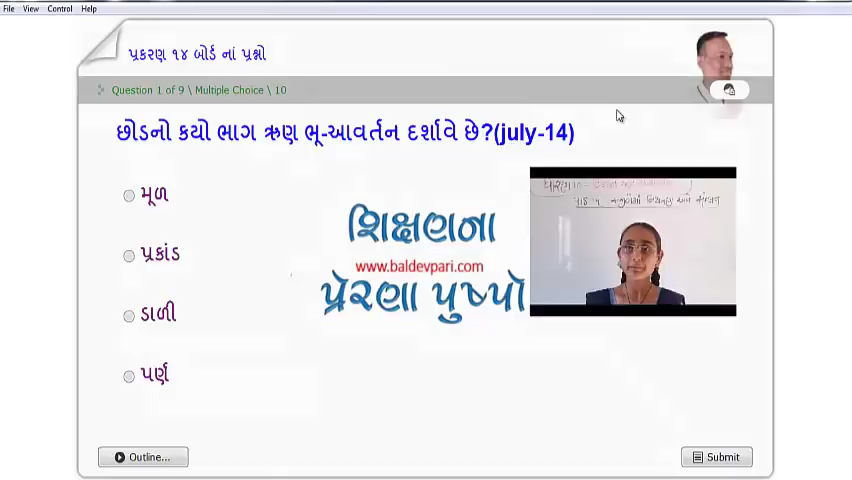 File View Control Help
પ્રકરણ ૧૪ બોર્ડ નાં પ્રશ્નો
Question 1 of 9 \ Multiple Choice \ 10
છોડનો કયો ભાગ ઋણ ભૂ-આવર્તન દર્શાવે છે?(july-14)
મૂળ
પ્રકાંડ
ડાળી
પર્ણ
શિક્ષણના
www.baldevpari.com
પ્રેરણા પુષ્પો
Outline...
Submit